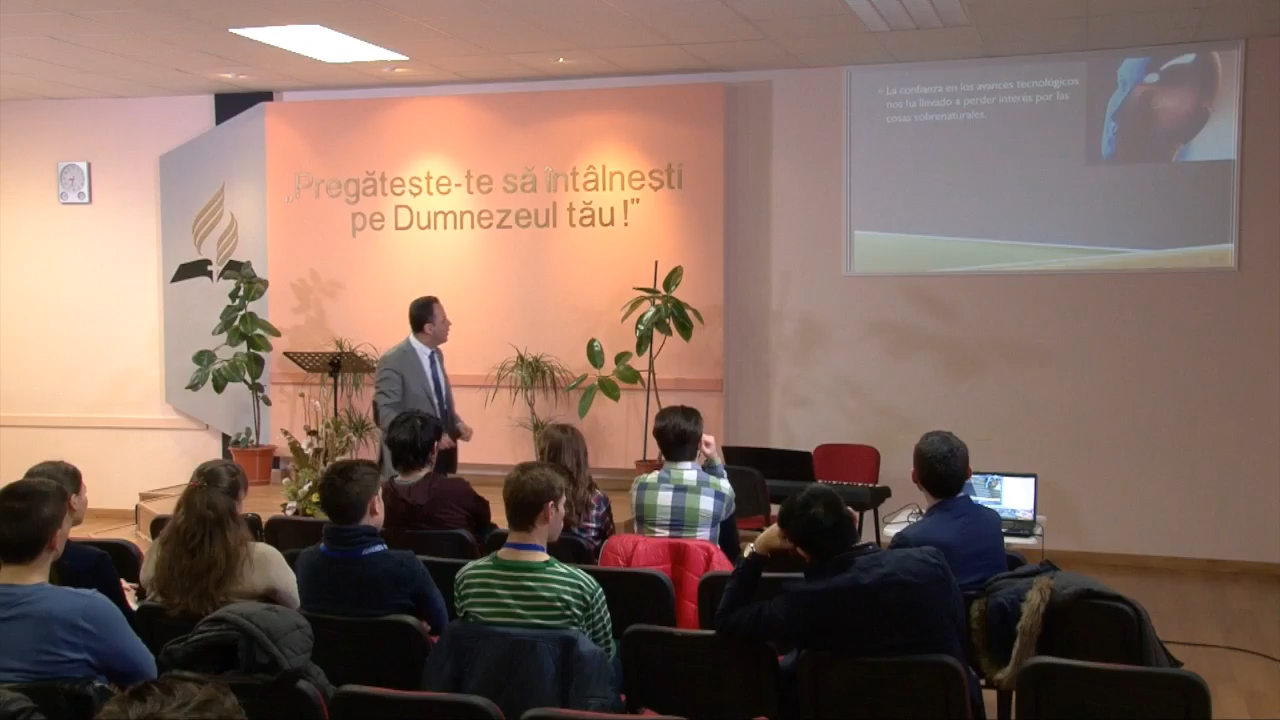 „Pregătește-te să întâlnești
pe Dumnezeul tău!”
La confianza en los avances tecnológicos
nos ha llevado a perder interés por las
cosas sobrenaturales.